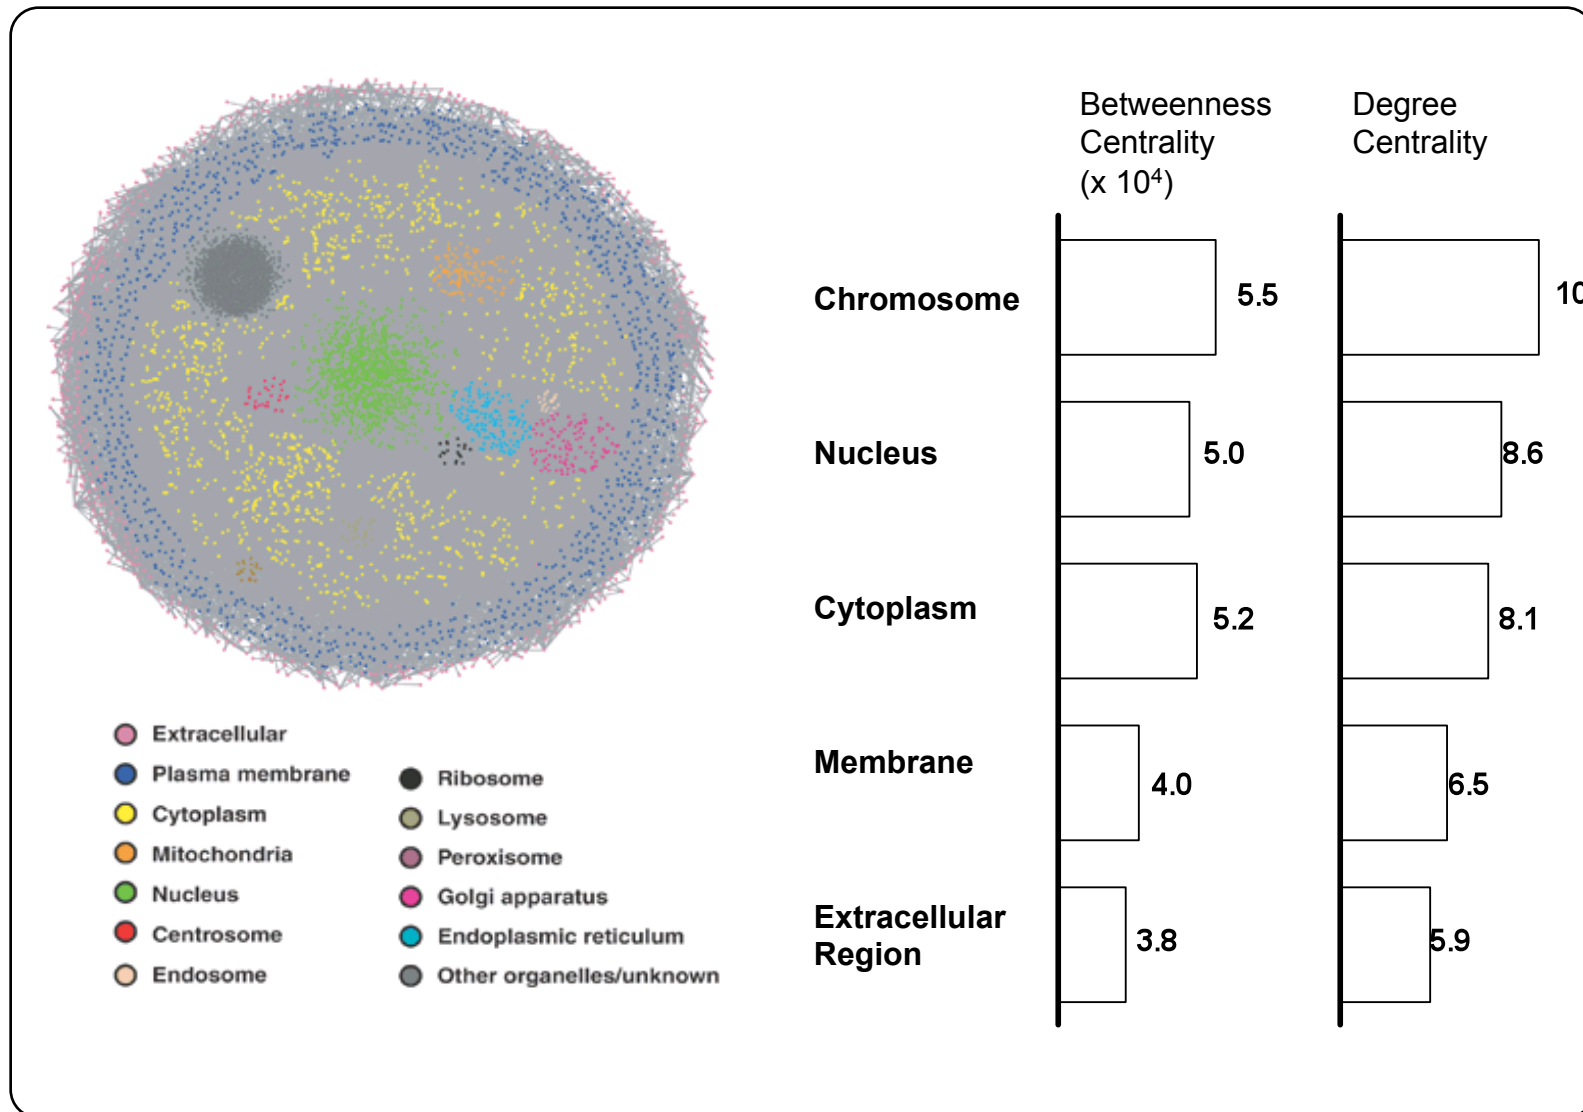 Betweenness
Centrality
(x 10⁴)
Degree
Centrality
Chromosome
5.5
10
Nucleus
5.0
8.6
Cytoplasm
5.2
8.1
Membrane
4.0
6.5
Extracellular
Region
3.8
5.9
Extracellular
Plasma membrane
Cytoplasm
Mitochondria
Nucleus
Centrosome
Endosome
Ribosome
Lysosome
Peroxisome
Golgi apparatus
Endoplasmic reticulum
Other organelles/unknown